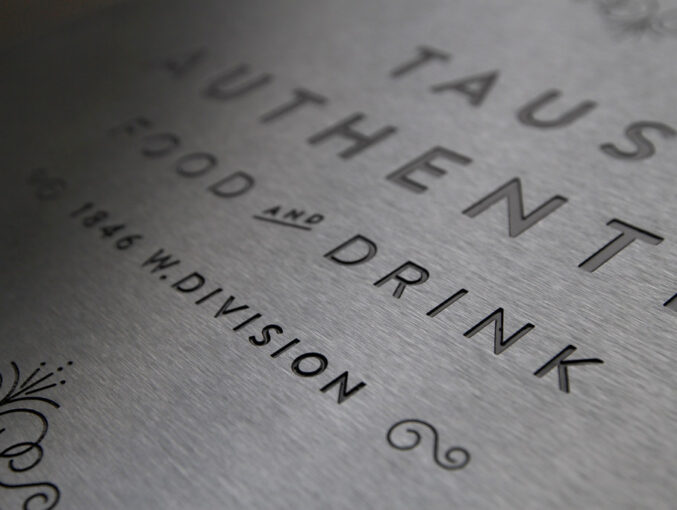 TAUS
AUTHENT
FOOD AND DRINK
1846 W. DIVISION